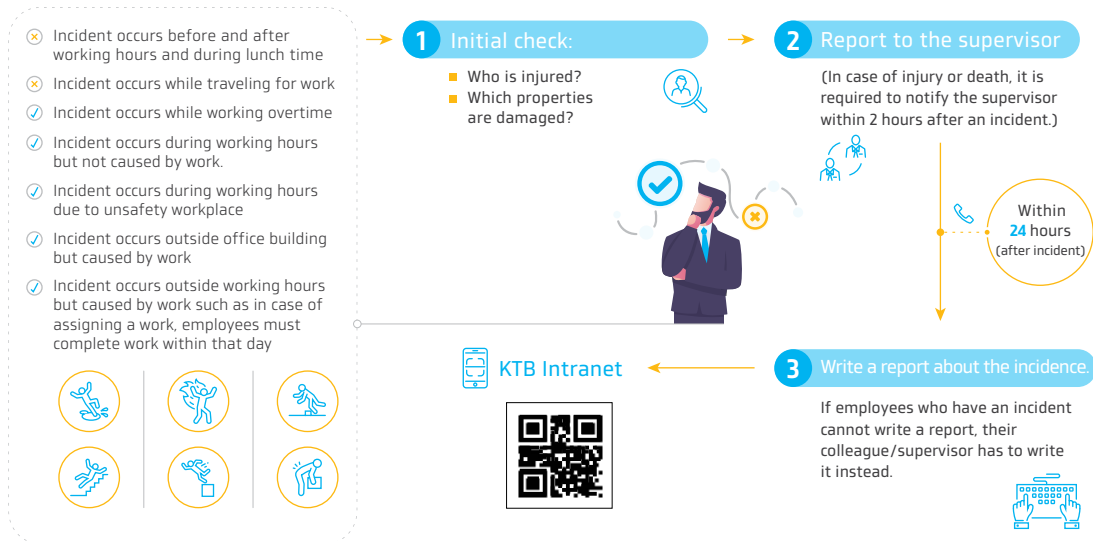 Incident occurs before and after
working hours and during lunch time
Incident occurs while traveling for work
Incident occurs while working overtime
Incident occurs during working hours
but not caused by work.
Incident occurs during working hours
due to unsafety workplace
Incident occurs outside office building
but caused by work
Incident occurs outside working hours
but caused by work such as in case of
assigning a work, employees must
complete work within that day
1 Initial check:
Who is injured?
Which properties
are damaged?
2 Report to the supervisor
(In case of injury or death, it is
required to notify the supervisor
within 2 hours after an incident.)
Within
24 hours
(after incident)
3 Write a report about the incidence.
If employees who have an incident
cannot write a report, their
colleague/supervisor has to write
it instead.
KTB Intranet